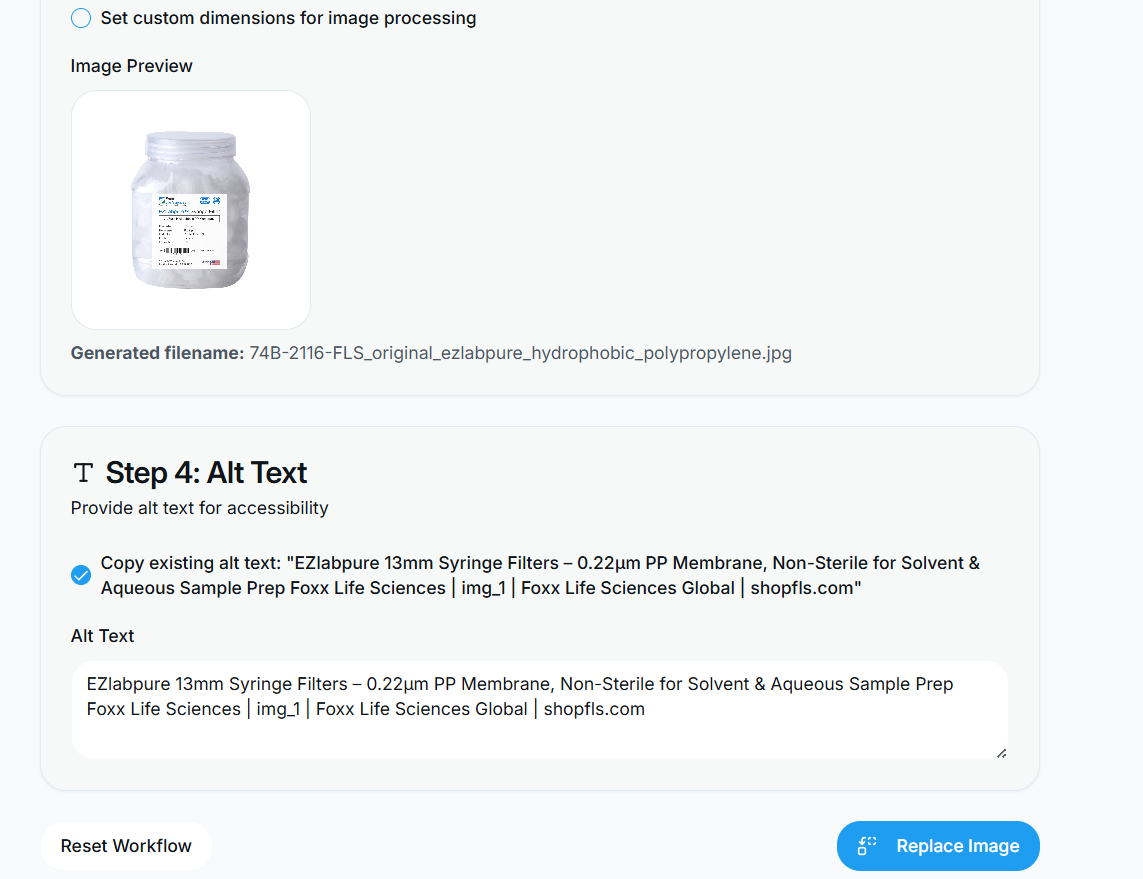 Set custom dimensions for image processing
Image Preview
Generated filename: 74B-2116-FLS_original_ezlabpure_hydrophobic_polypropylene.jpg
Step 4: Alt Text
Provide alt text for accessibility
Copy existing alt text: "EZlabpure 13mm Syringe Filters – 0.22μm PP Membrane, Non-Sterile for Solvent &
Aqueous Sample Prep Foxx Life Sciences | img_1 | Foxx Life Sciences Global | shopfls.com"
Alt Text
EZlabpure 13mm Syringe Filters – 0.22μm PP Membrane, Non-Sterile for Solvent & Aqueous Sample Prep
Foxx Life Sciences | img_1 | Foxx Life Sciences Global | shopfls.com
Reset Workflow
Replace Image